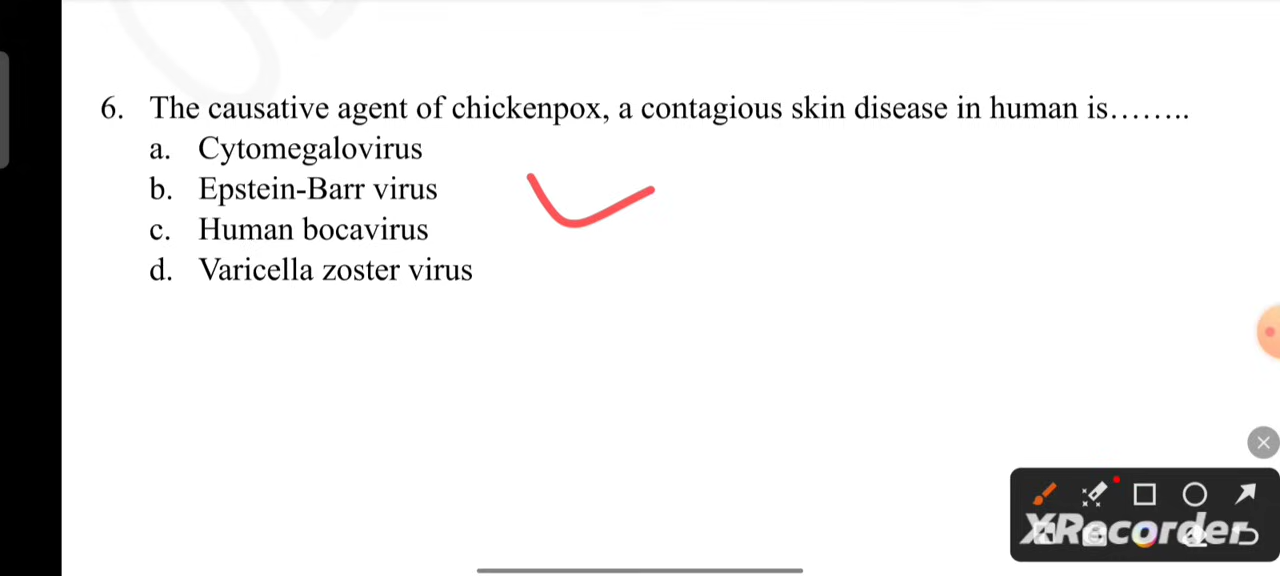 6. The causative agent of chickenpox, a contagious skin disease in human is........
a. Cytomegalovirus
b. Epstein-Barr virus
c. Human bocavirus
d. Varicella zoster virus
XRecorder